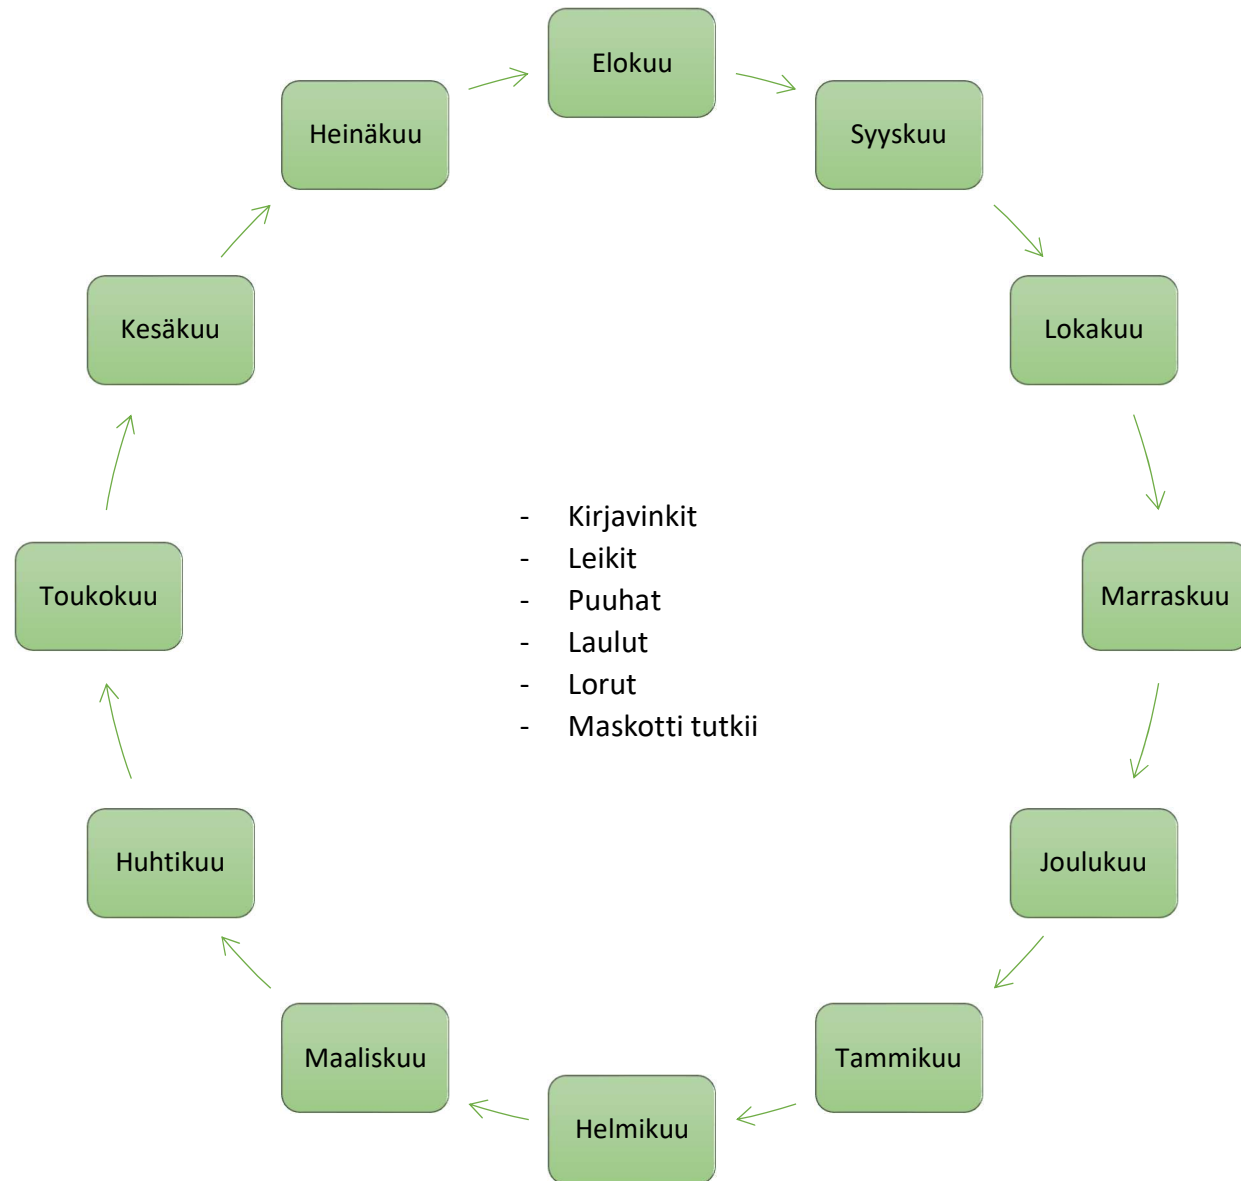 Elokuu
Syyskuu
Lokakuu
Marraskuu
Joulukuu
Tammikuu
Helmikuu
Maaliskuu
Huhtikuu
Toukokuu
Kesäkuu
Heinäkuu
- Kirjavinkit
- Leikit
- Puuhat
- Laulut
- Lorut
- Maskotti tutkii